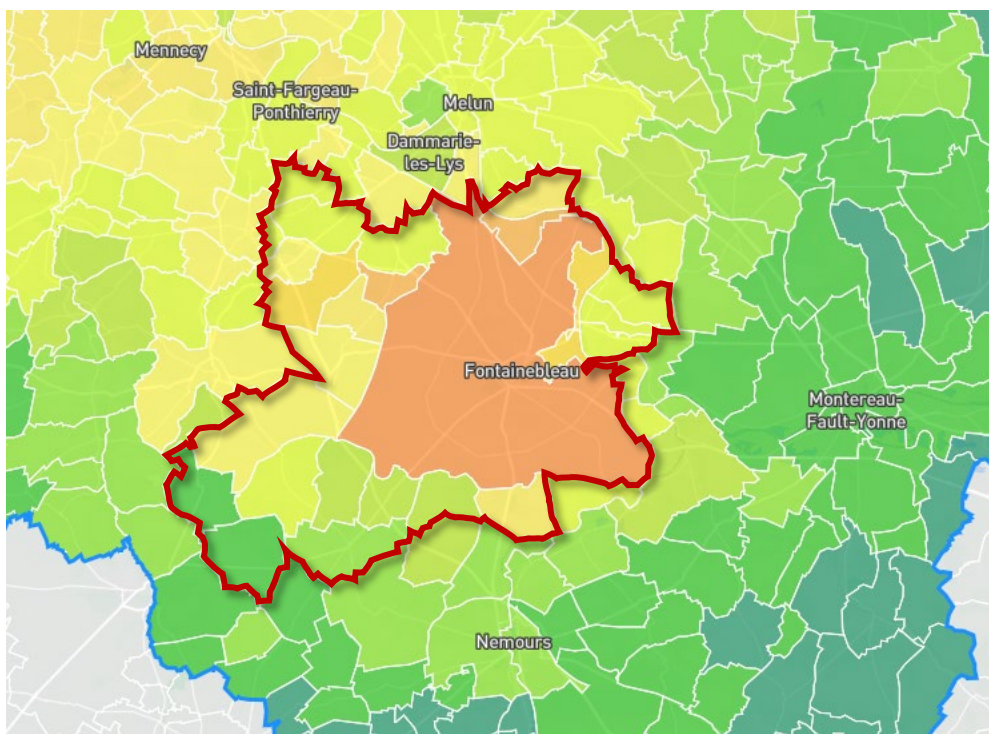 Mennecy
Saint-Fargeau-
Ponthierry
Melun
Dammarie-
les-Lys
Fontainebleau
Montereau-
Fault-Yonne
Nemours